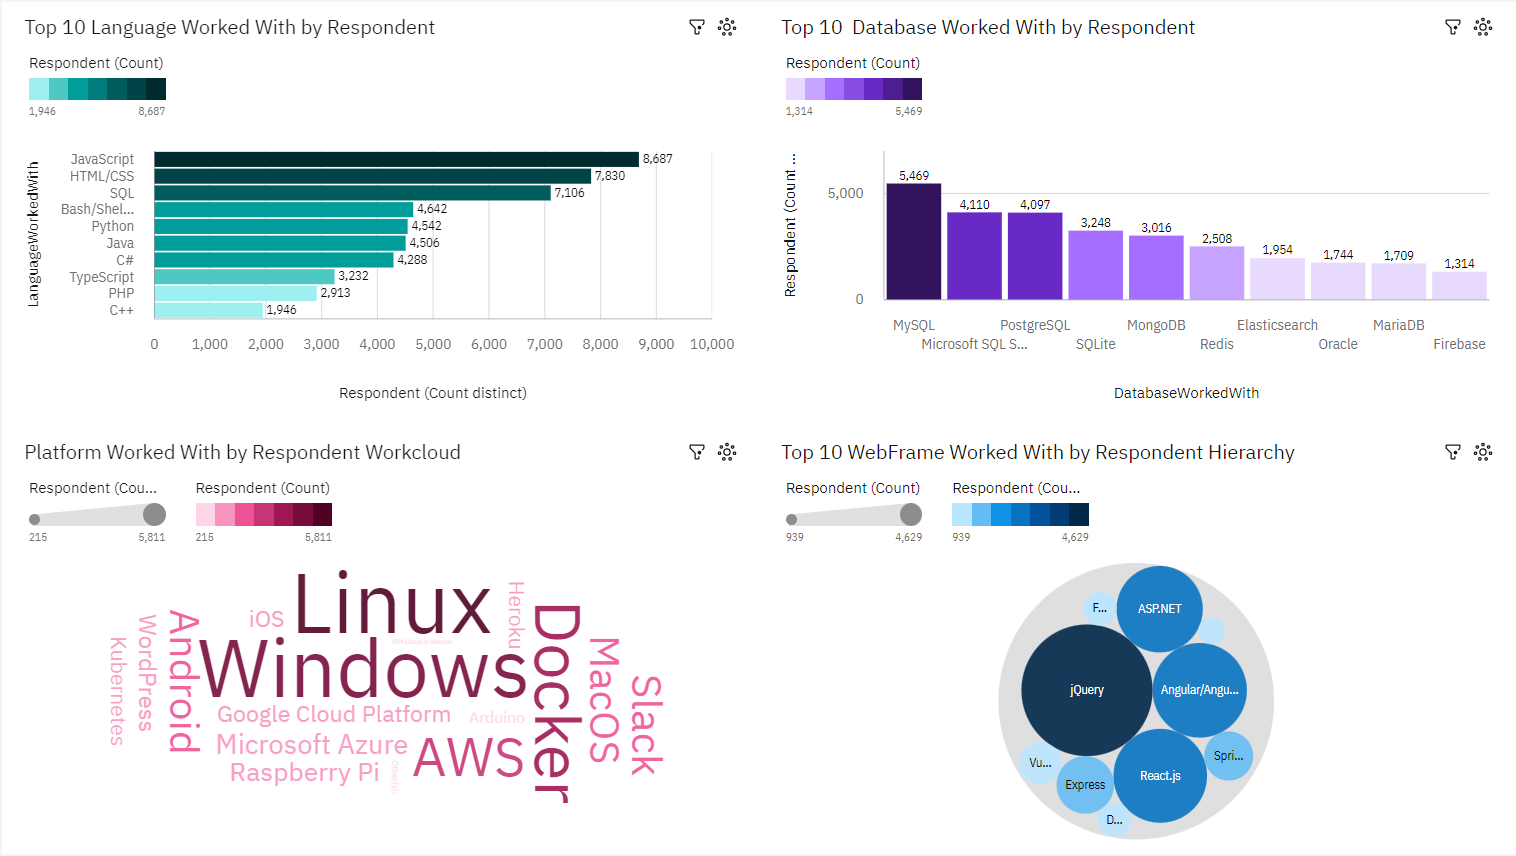 Top 10 Language Worked With by Respondent
Respondent (Count)
1,946 8,687
LanguageWorkedWith
JavaScript 8,687
HTML/CSS 7,830
SQL 7,106
Bash/Shel... 4,642
Python 4,542
Java 4,506
C# 4,288
TypeScript 3,232
PHP 2,913
C++ 1,946
0 1,000 2,000 3,000 4,000 5,000 6,000 7,000 8,000 9,000 10,000
Respondent (Count distinct)
Top 10 Database Worked With by Respondent
Respondent (Count)
1,314 5,469
Respondent (Count ...
5,000
0
5,469 4,110 4,097 3,248 3,016 2,508 1,954 1,744 1,709 1,314
MySQL PostgreSQL MongoDB Elasticsearch MariaDB
Microsoft SQL S... SQLite Redis Oracle Firebase
DatabaseWorkedWith
Platform Worked With by Respondent Workcloud
Respondent (Cou... Respondent (Count)
215 5,811 215 5,811
Linux
Windows
Docker
AWS
MacOS
Slack
Android
iOS
Heroku
WordPress
Kubernetes
Google Cloud Platform
Arduino
Microsoft Azure
Raspberry Pi
Top 10 WebFrame Worked With by Respondent Hierarchy
Respondent (Count) Respondent (Cou...
939 4,629 939 4,629
F...
ASP.NET
jQuery
Angular/Angu...
Vu...
Spri...
React.js
Express
D...